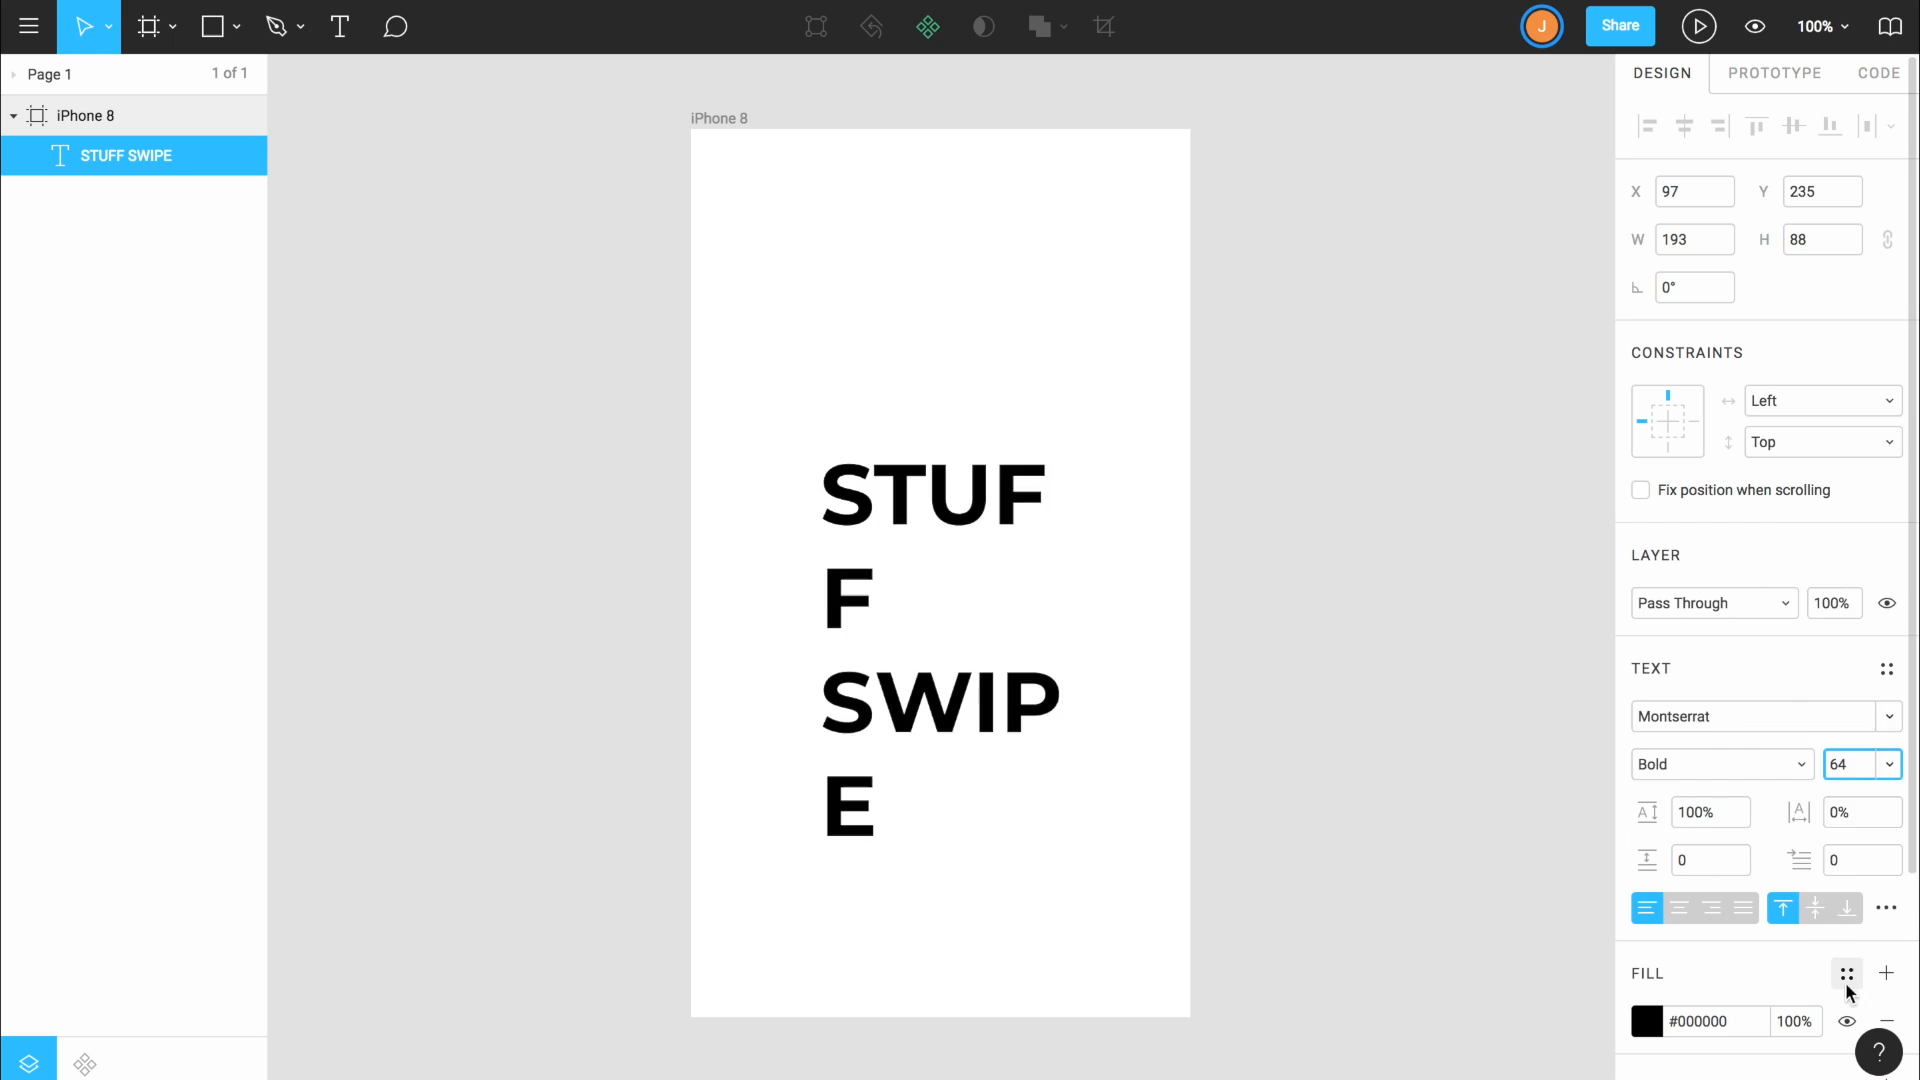 J
Share
100%
Page 1
1 of 1
iPhone 8
STUFF SWIPE
iPhone 8
STUF
F
SWIP
E
DESIGN
PROTOTYPE
CODE
X 97
Y 235
W 193
H 88
0°
CONSTRAINTS
Left
Top
Fix position when scrolling
LAYER
Pass Through
100%
TEXT
Montserrat
Bold
64
A 100%
A 0%
0
0
FILL
#000000
100%
?